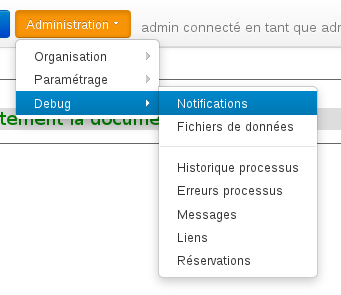 Administration
admin connecté en tant que adr
Organisation
Paramétrage
Debug
Notifications
tement la docume
Fichiers de données
Historique processus
Erreurs processus
Messages
Liens
Réservations